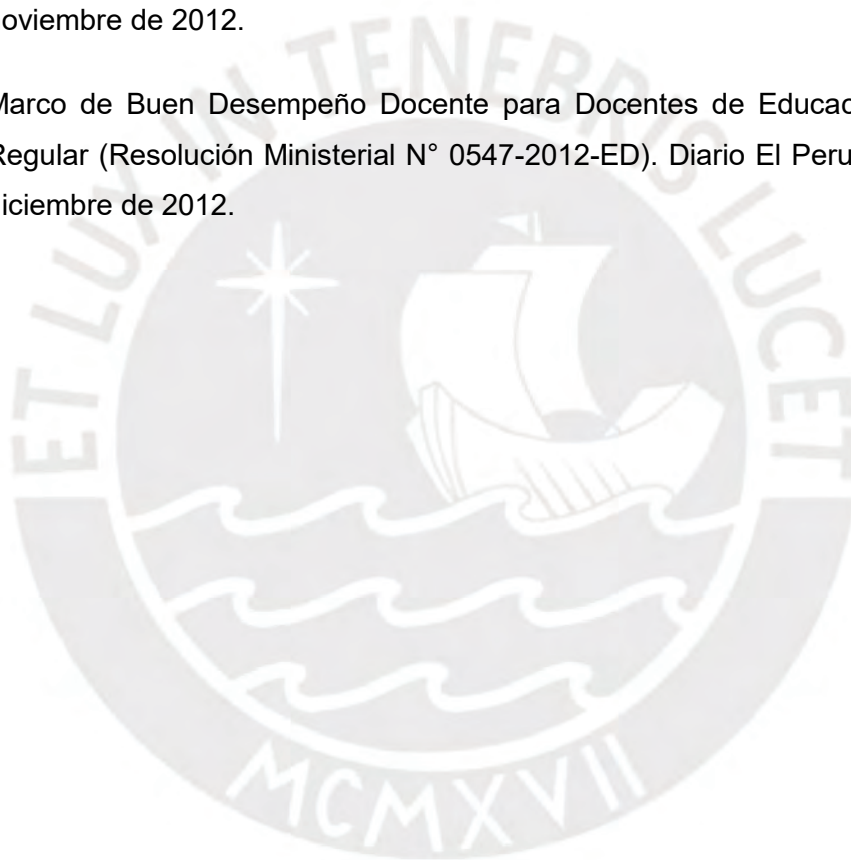 oviembre de 2012.
Marco de Buen Desempeño Docente para Docentes de Educac
Regular (Resolución Ministerial N° 0547-2012-ED). Diario El Peru
iciembre de 2012.
ET LUX IN TENEBRIS LUCET
MCMXVII